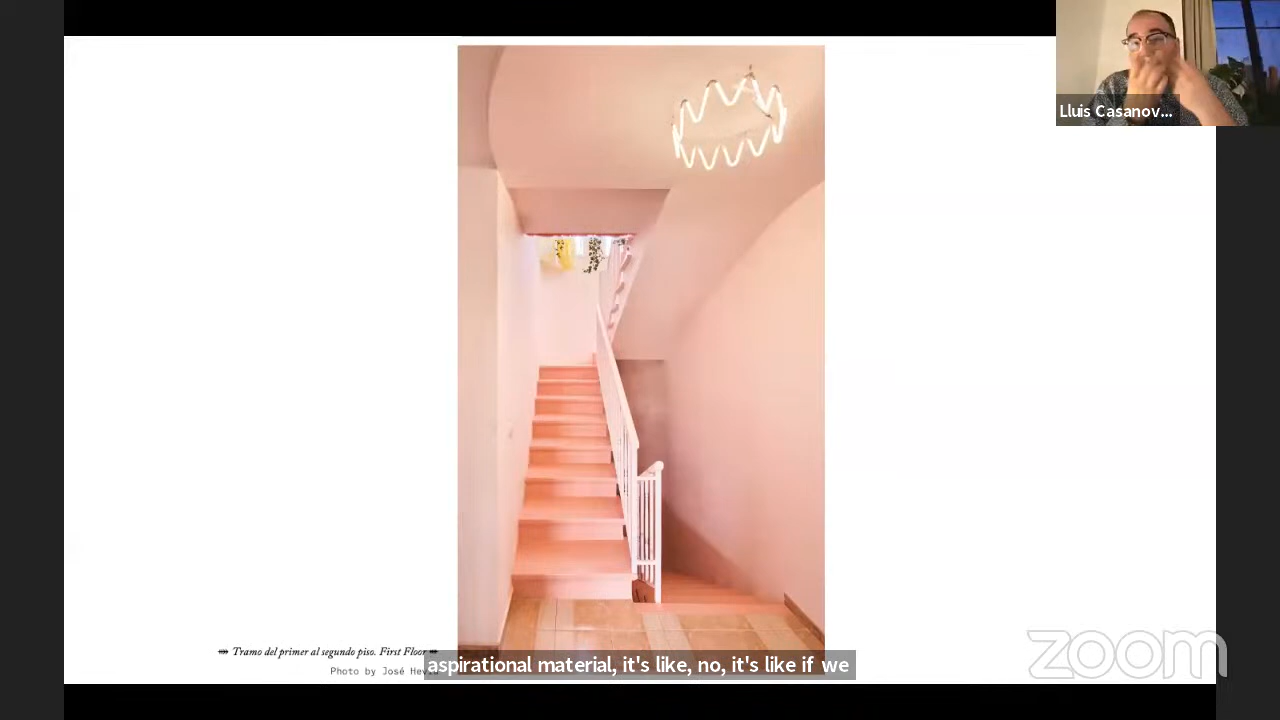 Lluis Casanov...
Tramo del primer al segundo piso. First Floor
Photo by José
aspirational material, it's like, no, it's like if we
zoom